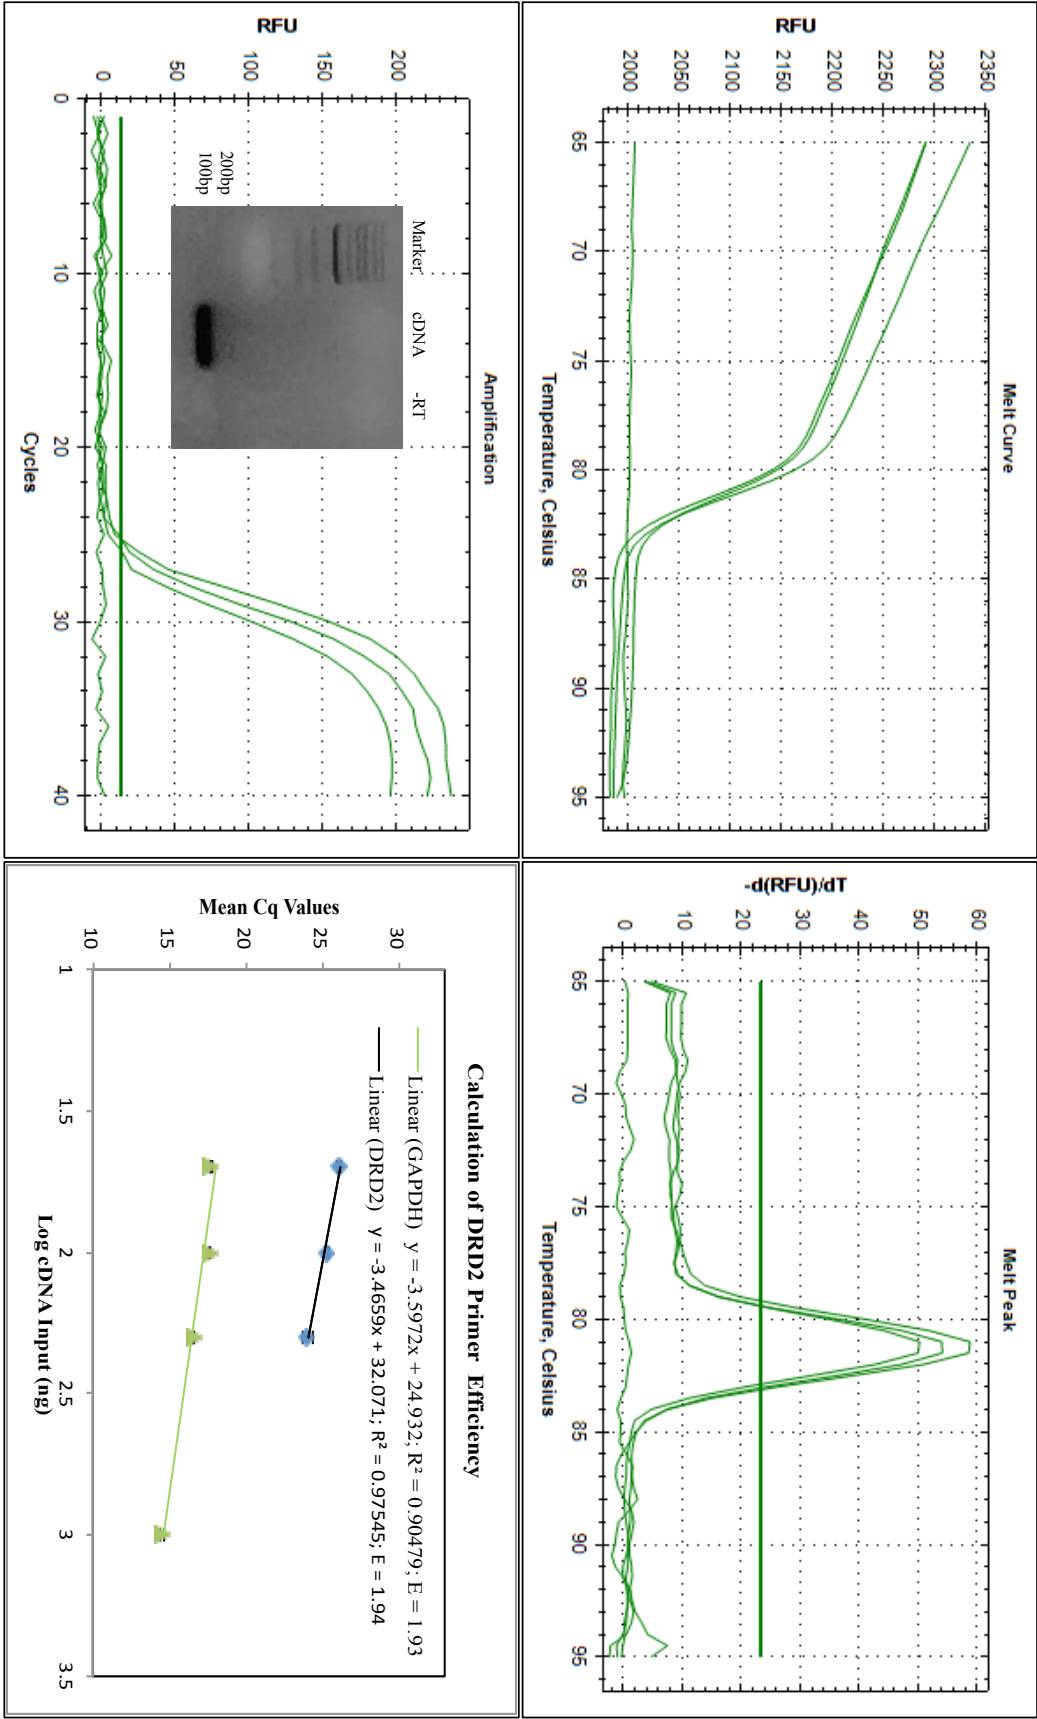 Melt Curve
RFU
2350
2300
2250
2200
2150
2100
2050
2000
65
70
75
80
85
90
95
Temperature, Celsius
Melt Peak
-d(RFU)/dT
60
50
40
30
20
10
0
65
70
75
80
85
90
95
Temperature, Celsius
Amplification
RFU
200
150
100
50
0
0
10
20
30
40
Cycles
Marker
cDNA
-RT
200bp
100bp
Calculation of DRD2 Primer Efficiency
Linear (GAPDH) y = -3.5972x + 24.932; R² = 0.90479; E = 1.93
Linear (DRD2) y = -3.4659x + 32.071; R² = 0.97545; E = 1.94
Mean Cq Values
30
25
20
15
10
1
1.5
2
2.5
3
3.5
Log cDNA Input (ng)